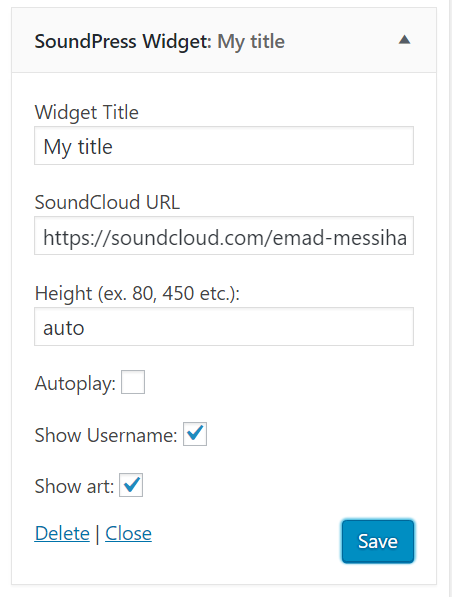 SoundPress Widget: My title
Widget Title
My title
SoundCloud URL
https://soundcloud.com/emad-messiha
Height (ex. 80, 450 etc.):
auto
Autoplay:
Show Username:
Show art:
Delete | Close
Save